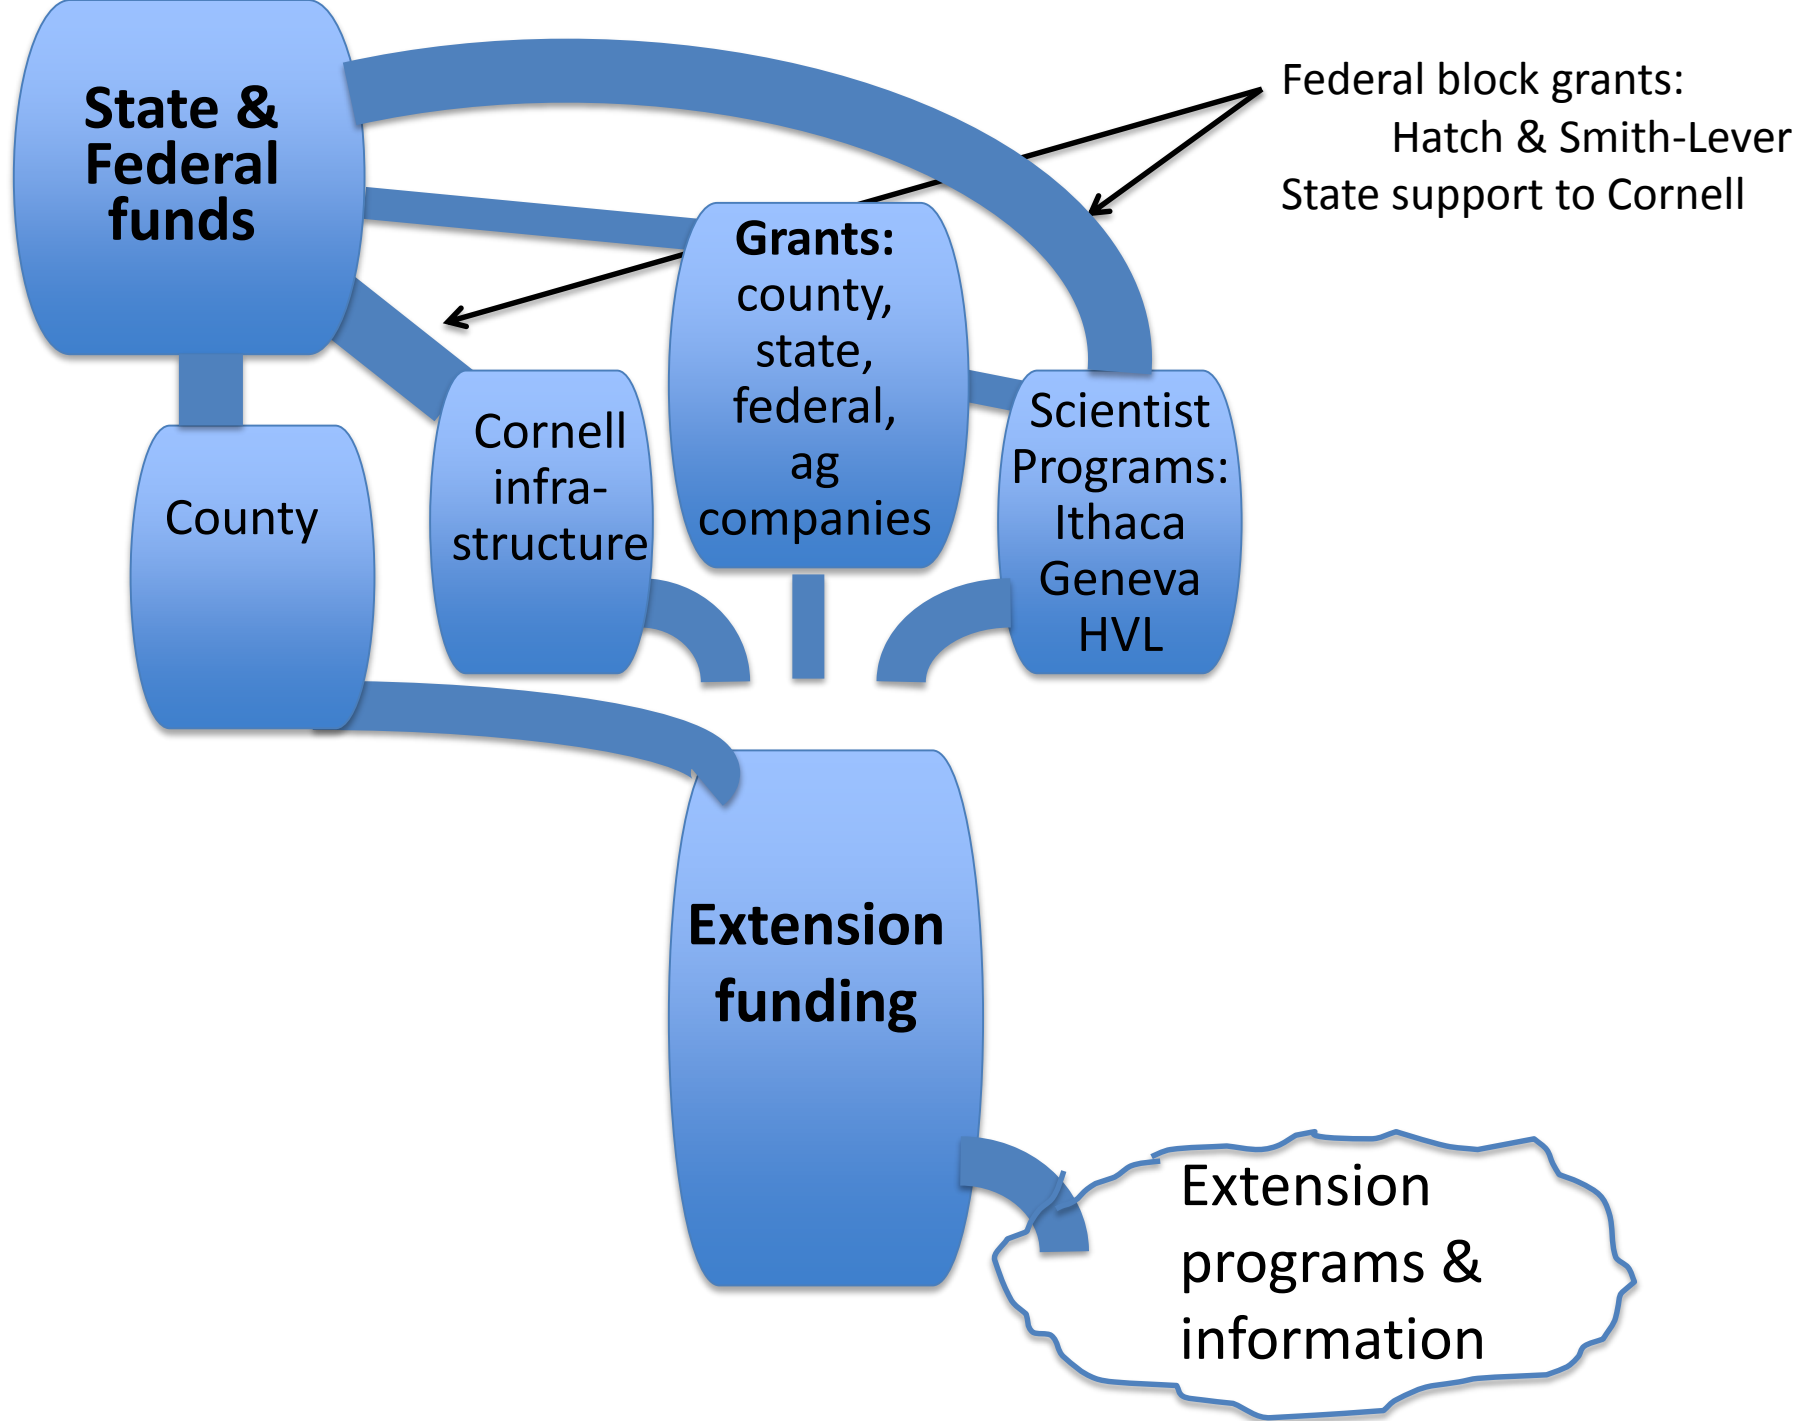 State &
Federal
funds
Federal block grants:
Hatch & Smith-Lever
State support to Cornell
Grants:
county,
state,
federal,
ag
companies
County
Cornell
infra-
structure
Scientist
Programs:
Ithaca
Geneva
HVL
Extension
funding
Extension
programs &
information